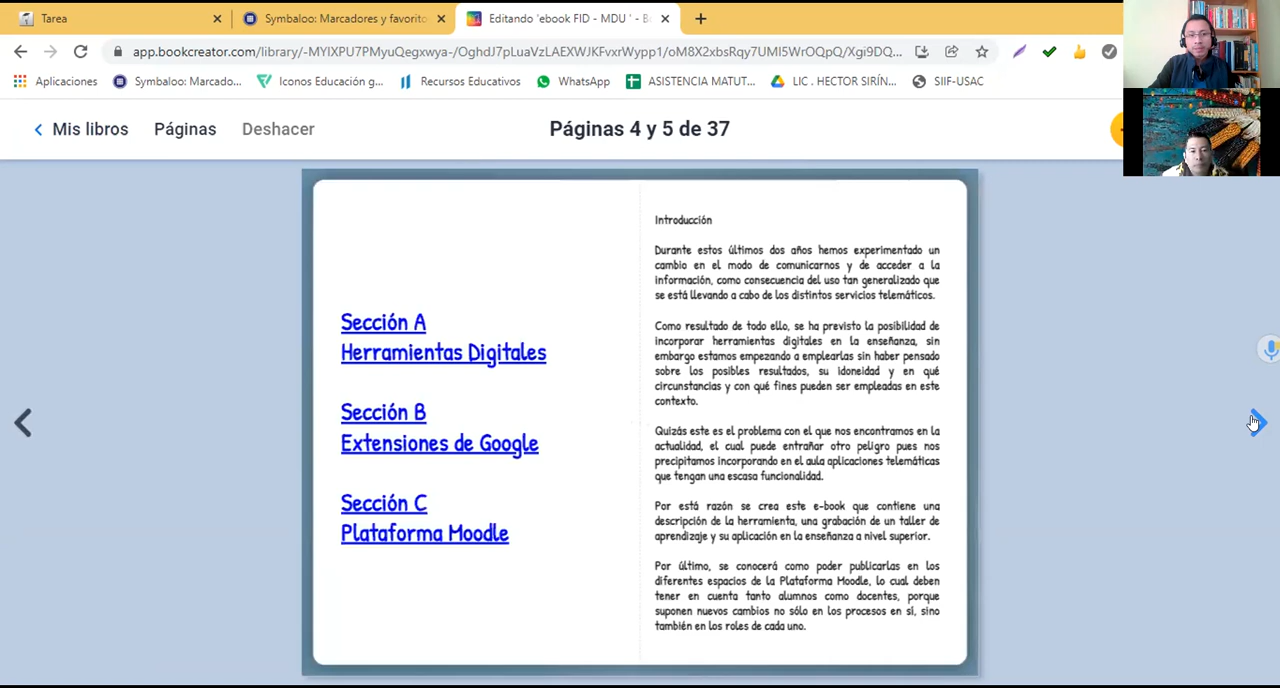 Tarea
Symbaloo: Marcadores y favorito
Editando 'ebook FID - MDU ' - B
app.bookcreator.com/library/-MYIXPU7PMyuQegxwya-/OghdJ7pLuaVzLAEXWJKFvxrWypp1/oM8X2xbsRqy7UMI5WrOQpQ/Xgi9DQ...
Aplicaciones
Symbaloo: Marcado...
Iconos Educación g...
Recursos Educativos
WhatsApp
ASISTENCIA MATUT...
LIC . HECTOR SIRÍN...
SIIF-USAC
Mis libros
Páginas
Deshacer
Páginas 4 y 5 de 37
Sección A
Herramientas Digitales
Sección B
Extensiones de Google
Sección C
Plataforma Moodle
Introducción
Durante estos últimos dos años hemos experimentado un
cambio en el modo de comunicarnos y de acceder a la
información, como consecuencia del uso tan generalizado que
se está llevando a cabo de los distintos servicios telemáticos.
Como resultado de todo ello, se ha previsto la posibilidad de
incorporar herramientas digitales en la enseñanza, sin
embargo estamos empezando a emplearlas sin haber pensado
sobre los posibles resultados, su idoneidad y en qué
circunstancias y con qué fines pueden ser empleadas en este
contexto.
Quizás este es el problema con el que nos encontramos en la
actualidad, el cual puede entrañar otro peligro pues nos
precipitamos incorporando en el aula aplicaciones telemáticas
que tengan una escasa funcionalidad.
Por está razón se crea este e-book que contiene una
descripción de la herramienta, una grabación de un taller de
aprendizaje y su aplicación en la enseñanza a nivel superior.
Por último, se conocerá como poder publicarlas en los
diferentes espacios de la Plataforma Moodle, lo cual deben
tener en cuenta tanto alumnos como docentes, porque
suponen nuevos cambios no sólo en los procesos en sí, sino
también en los roles de cada uno.